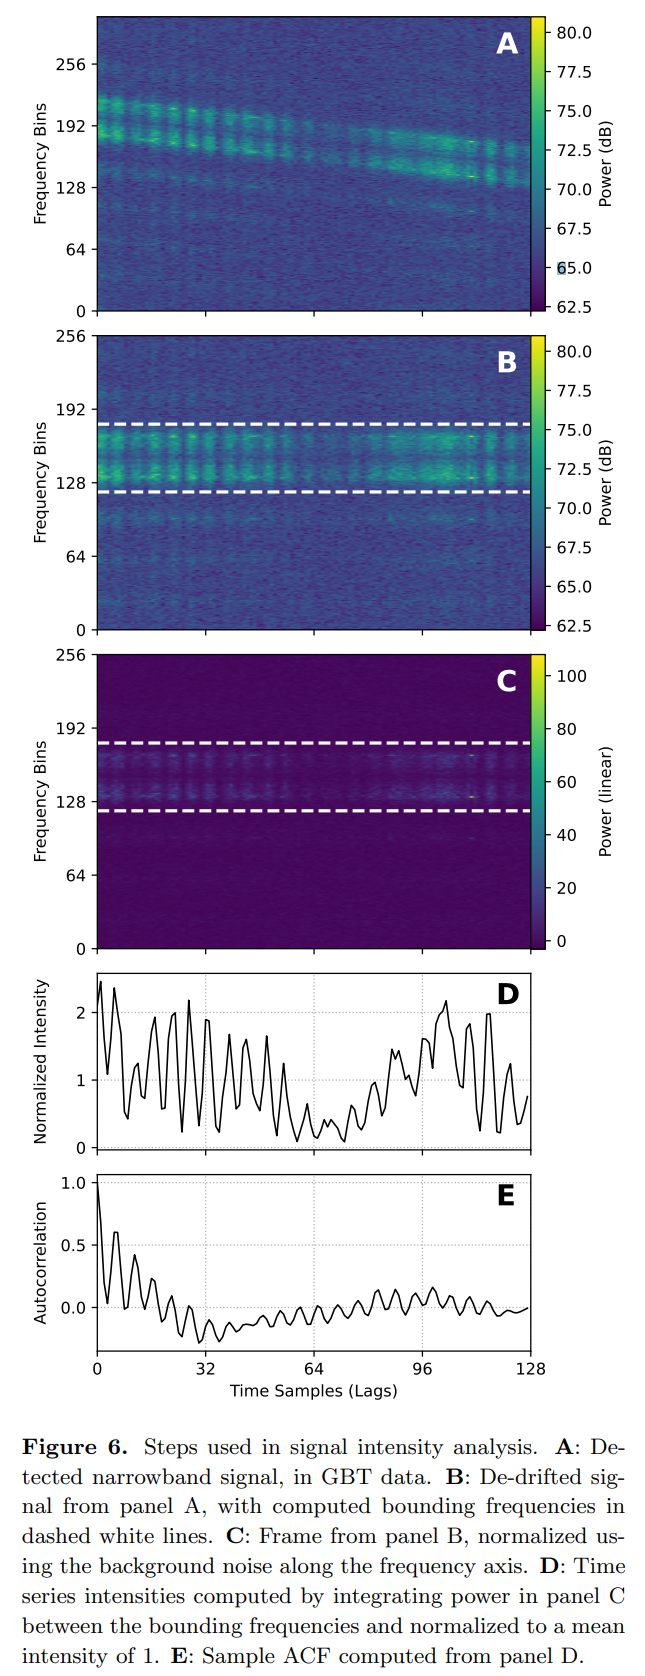 A
256
192
128
64
0
Frequency Bins
80.0
77.5
75.0
72.5
70.0
67.5
65.0
62.5
Power (dB)
B
256
192
128
64
0
Frequency Bins
80.0
77.5
75.0
72.5
70.0
67.5
65.0
62.5
Power (dB)
C
256
192
128
64
0
Frequency Bins
100
80
60
40
20
0
Power (linear)
D
2
1
0
Normalized Intensity
E
1.0
0.5
0.0
Autocorrelation
0 32 64 96 128
Time Samples (Lags)
Figure 6. Steps used in signal intensity analysis. A: De-
tected narrowband signal, in GBT data. B: De-drifted sig-
nal from panel A, with computed bounding frequencies in
dashed white lines. C: Frame from panel B, normalized us-
ing the background noise along the frequency axis. D: Time
series intensities computed by integrating power in panel C
between the bounding frequencies and normalized to a mean
intensity of 1. E: Sample ACF computed from panel D.